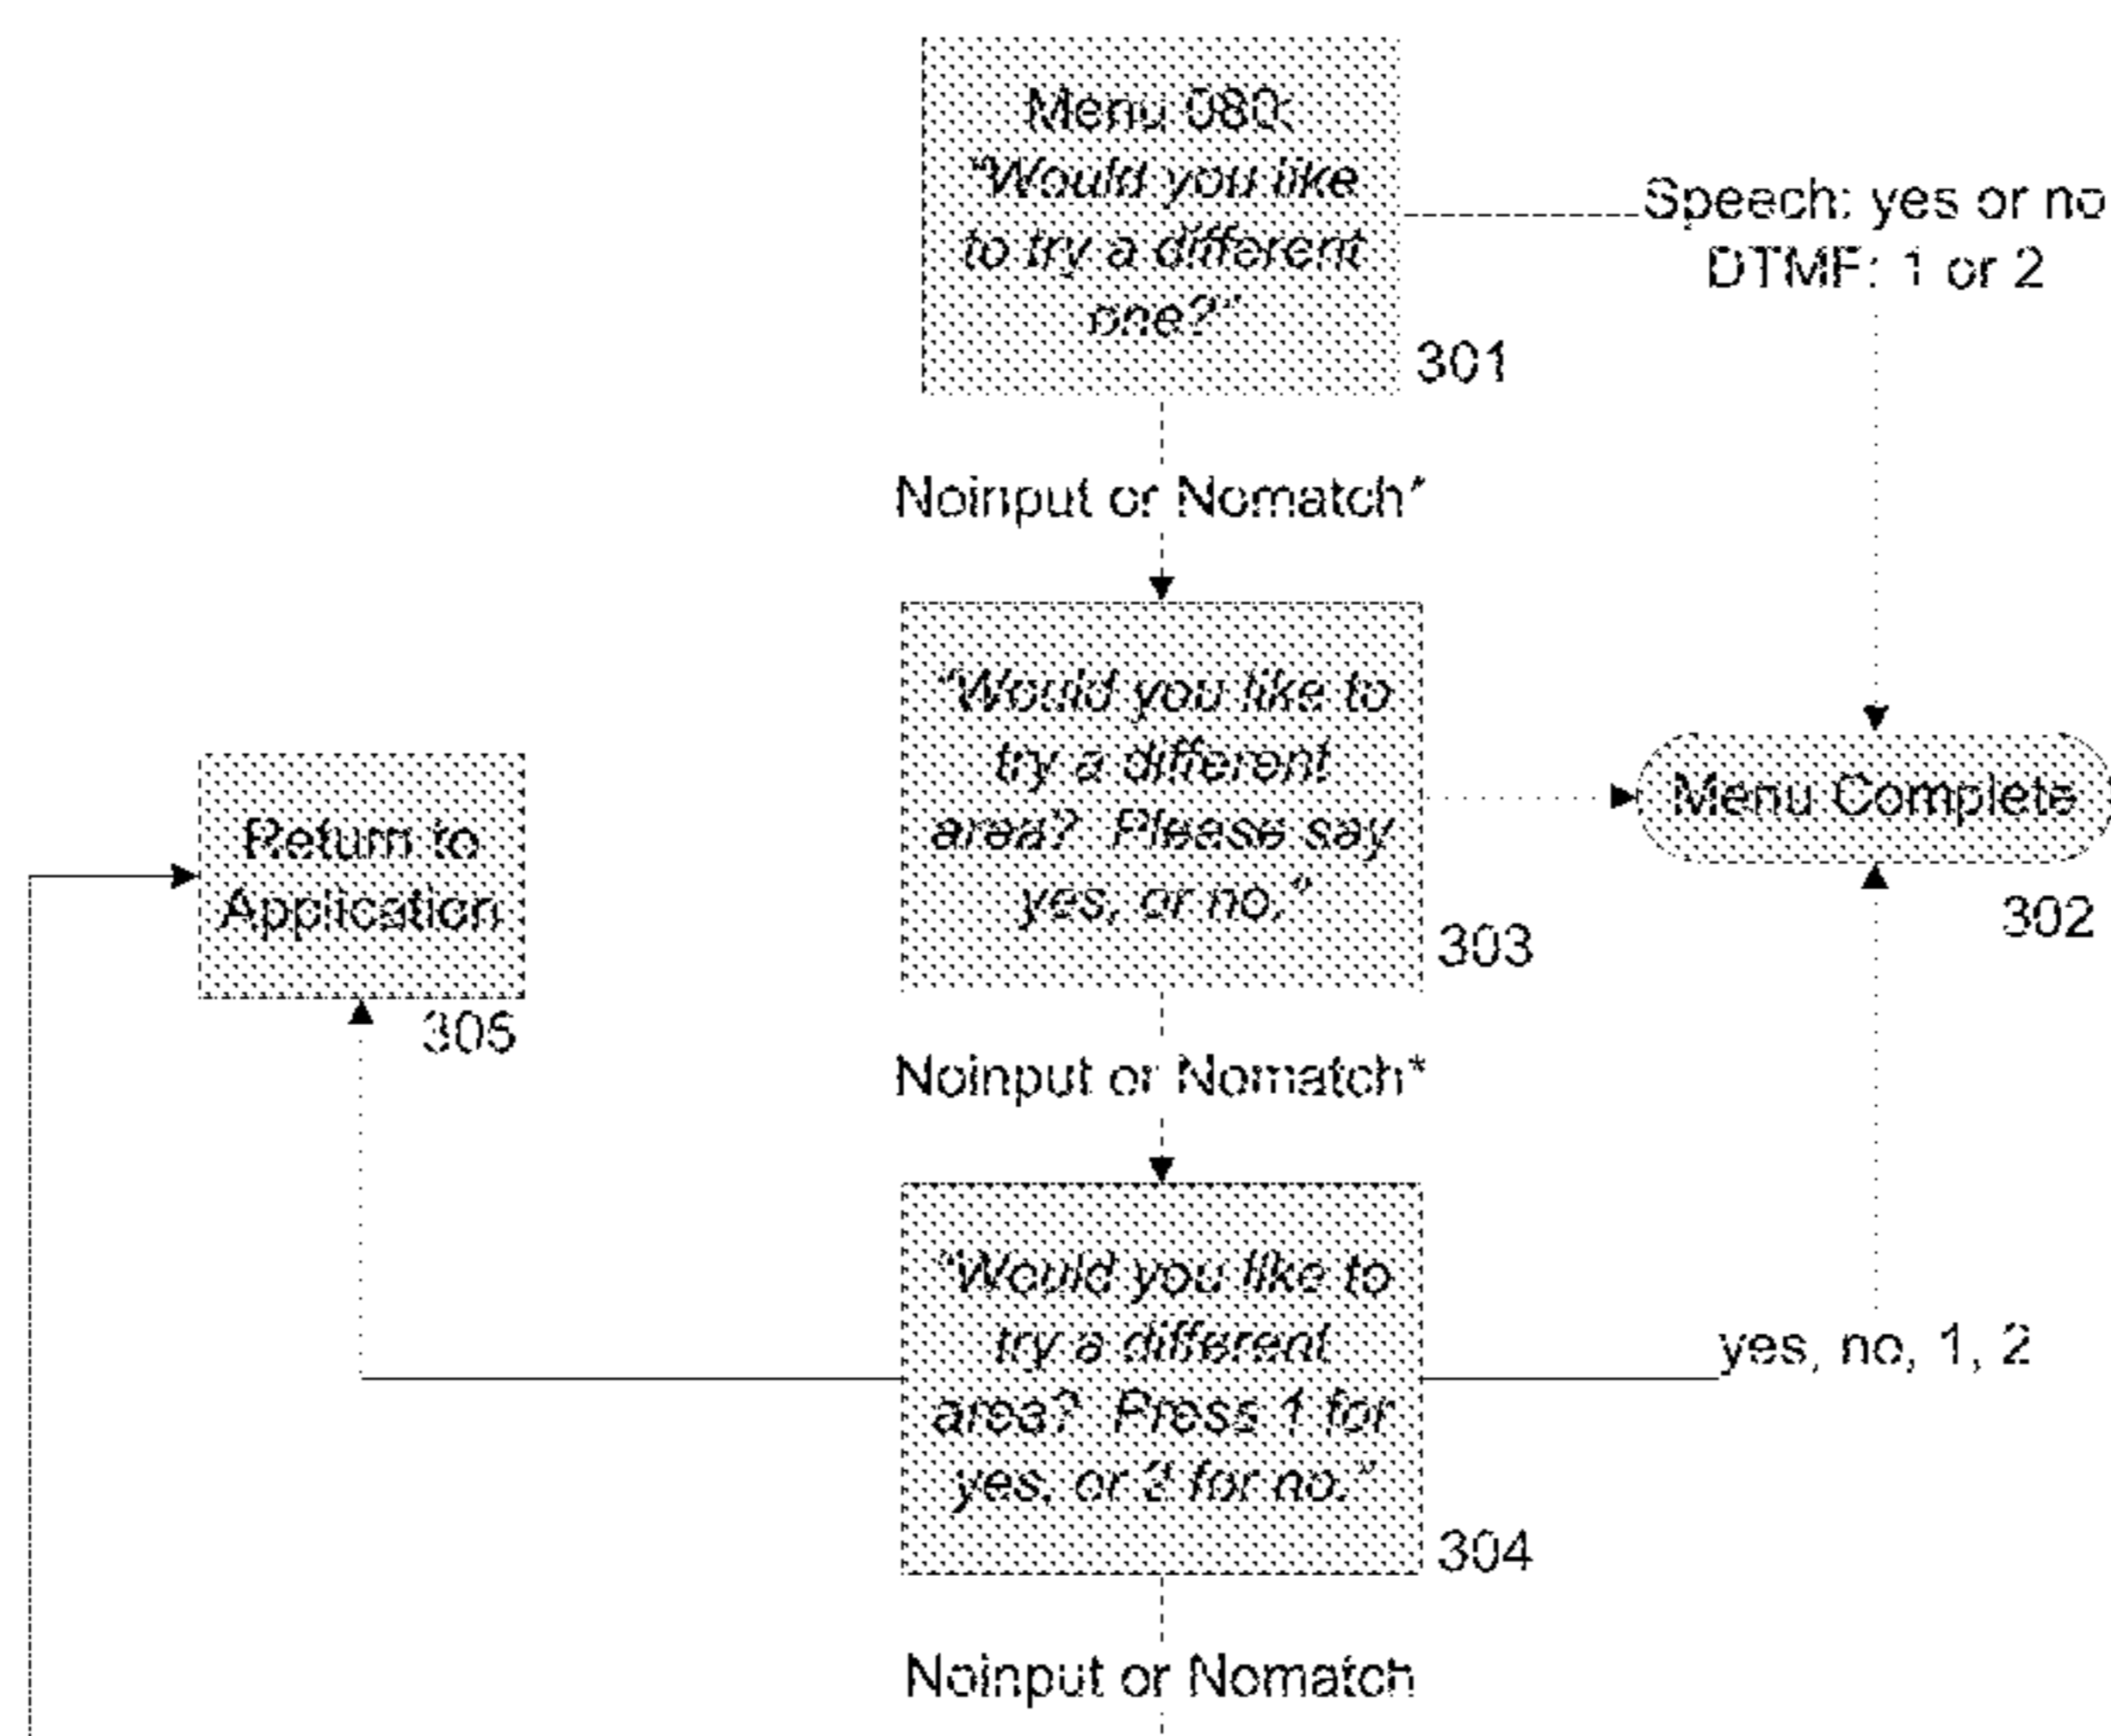 Menu 080:
"Would you like
to try a different
one?"
301
Speech: yes or no
DTMF: 1 or 2
Noinput or Nomatch*
"Would you like to
try a different
area? Please say
yes, or no."
303
Menu Complete
302
Return to
Application
305
Noinput or Nomatch*
"Would you like to
try a different
area? Press 1 for
yes, or 2 for no."
304
yes, no, 1, 2
Noinput or Nomatch